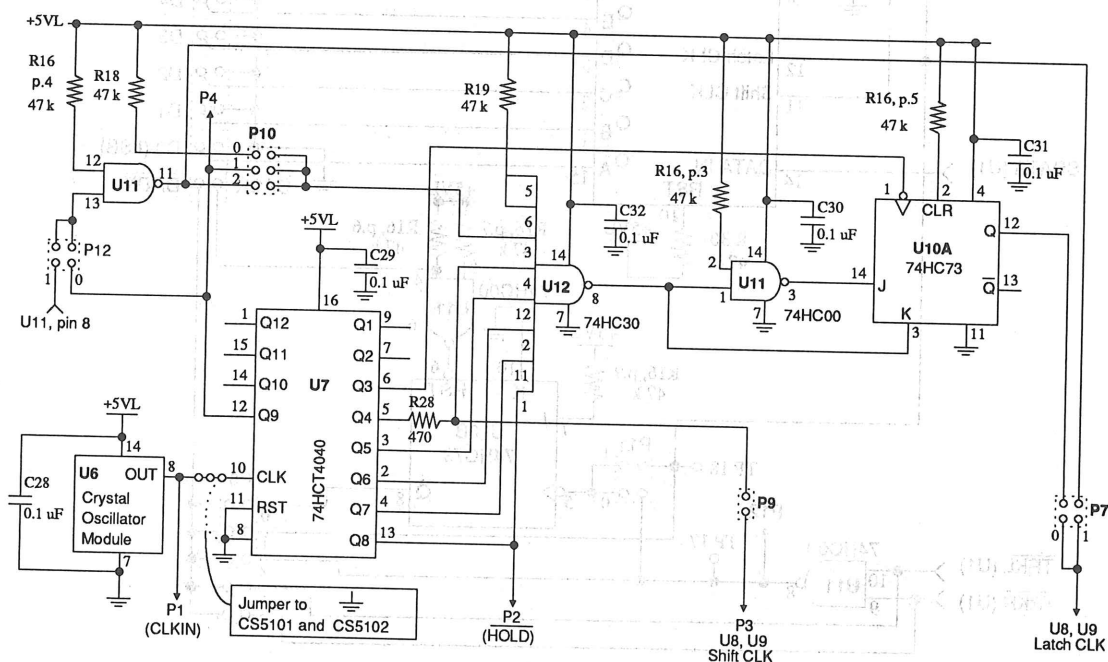 +5VL
R16
p.4
47 k
R18
47 k
P4
P10
0
1
2
12
13
11
U11
P12
1
0
U11, pin 8
R19
47 k
5
6
3
4
12
2
11
1
14
U12
8
7
74HC30
C32
0.1 uF
R16, p.3
47 k
2
1
14
U11
3
7
74HC00
C30
0.1 uF
R16, p.5
47 k
C31
0.1 uF
1
2
4
CLR
12
Q
U10A
74HC73
14
J
Q
13
K
3
11
+5VL
C29
0.1 uF
16
1
Q12
15
Q11
14
Q10
12
Q9
10
CLK
11
RST
8
U7
74HCT4040
Q1
9
Q2
7
Q3
6
Q4
5
Q5
3
Q6
2
Q7
4
Q8
13
R28
470
+5VL
14
U6
OUT
8
Crystal
Oscillator
Module
7
C28
0.1 uF
P1
(CLKIN)
Jumper to
CS5101 and CS5102
P2
(HOLD)
P9
P3
U8, U9
Shift CLK
P7
0
1
U8, U9
Latch CLK